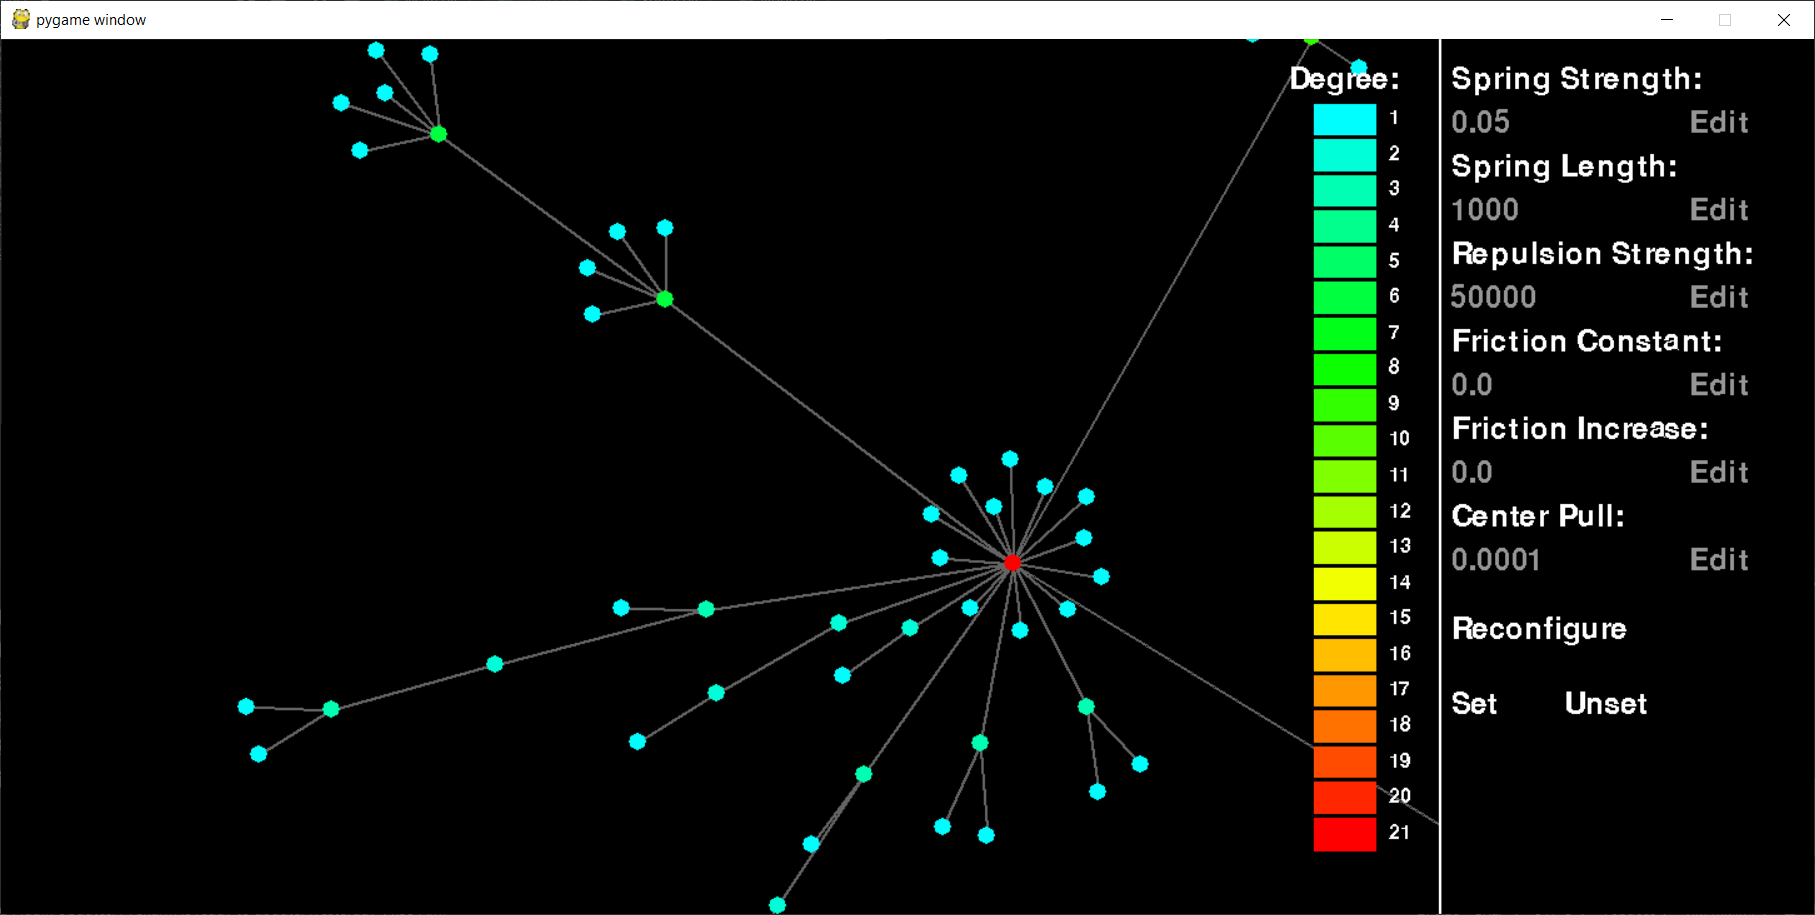 pygame window
Degree:
1
2
3
4
5
6
7
8
9
10
11
12
13
14
15
16
17
18
19
20
21
Spring Strength:
0.05 Edit
Spring Length:
1000 Edit
Repulsion Strength:
50000 Edit
Friction Constant:
0.0 Edit
Friction Increase:
0.0 Edit
Center Pull:
0.0001 Edit
Reconfigure
Set Unset